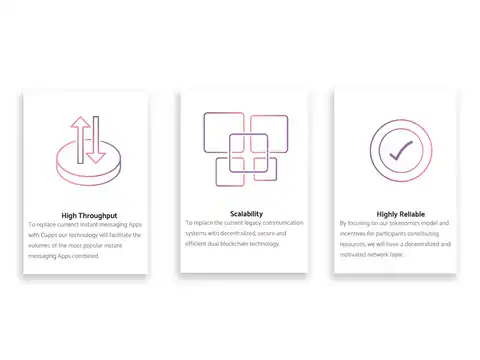 High Throughput
To replace current Instant messaging Apps
with Dapps our technology will facilitate the
volumes of the most popular instant
messaging Apps combined.
Scalability
To replace the current legacy communication
systems with decentralized, secure and
efficient dual blockchain technology.
Highly Reliable
By focusing on our tokeomics model and
incentives for participants contributing
resources, we will have a decentralized and
motivated network layer.